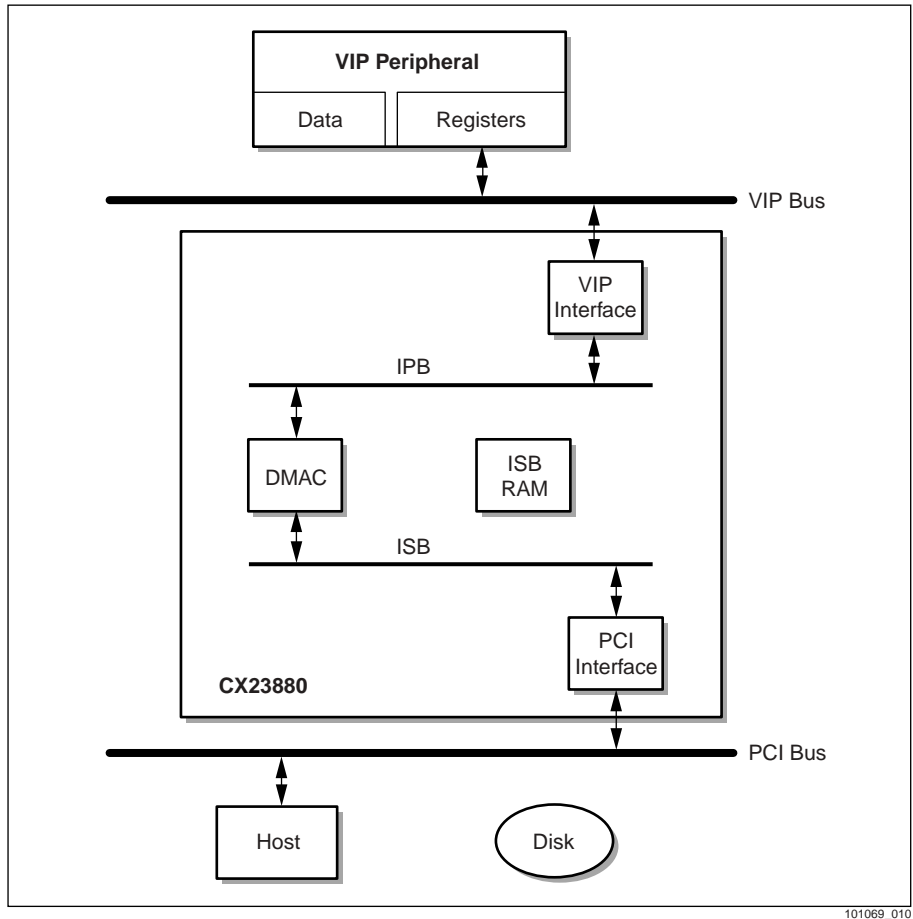 VIP Peripheral
Data
Registers
VIP Bus
VIP
Interface
IPB
DMAC
ISB
RAM
ISB
PCI
Interface
CX23880
PCI Bus
Host
Disk
101069_010